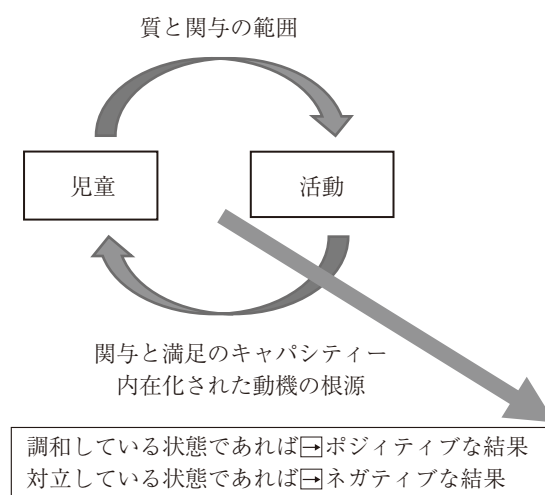 質と関与の範囲
児童
活動
関与と満足のキャパシティー
内在化された動機の根源
調和している状態であれば→ポジィティブな結果
対立している状態であれば→ネガティブな結果